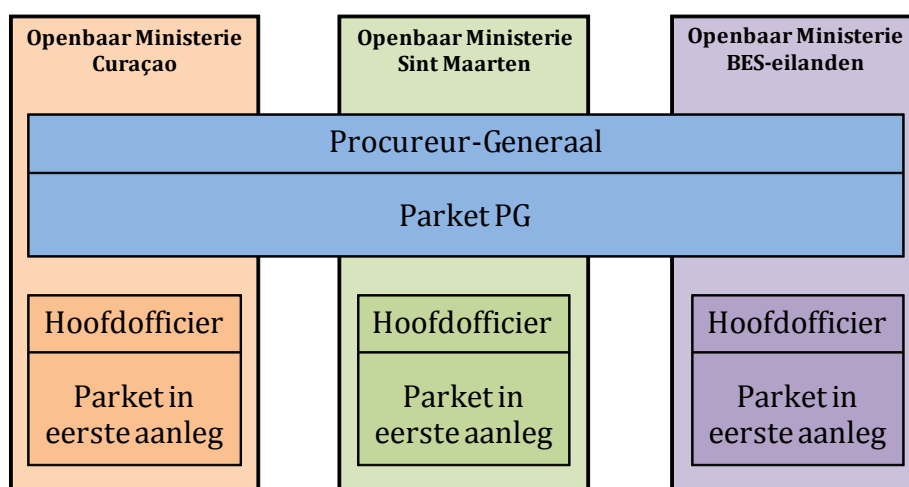 Openbaar Ministerie
Curaçao
Openbaar Ministerie
Sint Maarten
Openbaar Ministerie
BES-eilanden
Procureur-Generaal
Parket PG
Hoofdofficier
Parket in
eerste aanleg
Hoofdofficier
Parket in
eerste aanleg
Hoofdofficier
Parket in
eerste aanleg